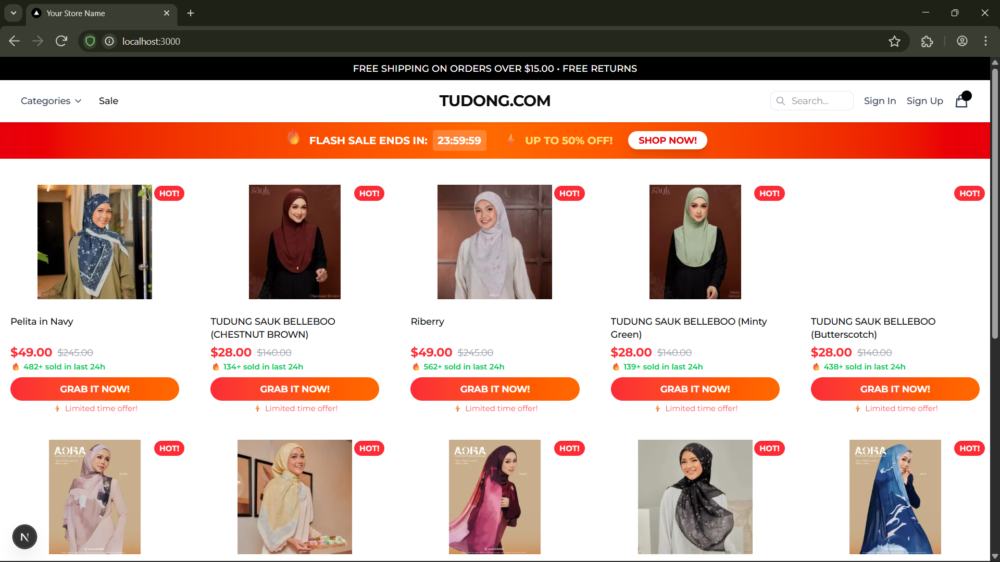 Your Store Name
localhost:3000
FREE SHIPPING ON ORDERS OVER $15.00 • FREE RETURNS
Categories
Sale
TUDONG.COM
Search...
Sign In
Sign Up
FLASH SALE ENDS IN: 23:59:59
UP TO 50% OFF!
SHOP NOW!
HOT!
sauk
Chestnut Brown
HOT!
HOT!
sauk
Minty Green
HOT!
HOT!
Pelita in Navy
$49.00 $245.00
482+ sold in last 24h
GRAB IT NOW!
Limited time offer!
TUDUNG SAUK BELLEBOO
(CHESTNUT BROWN)
$28.00 $140.00
134+ sold in last 24h
GRAB IT NOW!
Limited time offer!
Riberry
$49.00 $245.00
562+ sold in last 24h
GRAB IT NOW!
Limited time offer!
TUDUNG SAUK BELLEBOO (Minty
Green)
$28.00 $140.00
139+ sold in last 24h
GRAB IT NOW!
Limited time offer!
TUDUNG SAUK BELLEBOO
(Butterscotch)
$28.00 $140.00
438+ sold in last 24h
GRAB IT NOW!
Limited time offer!
AORA
HOT!
HOT!
AORA
HOT!
HOT!
AORA
HOT!
N